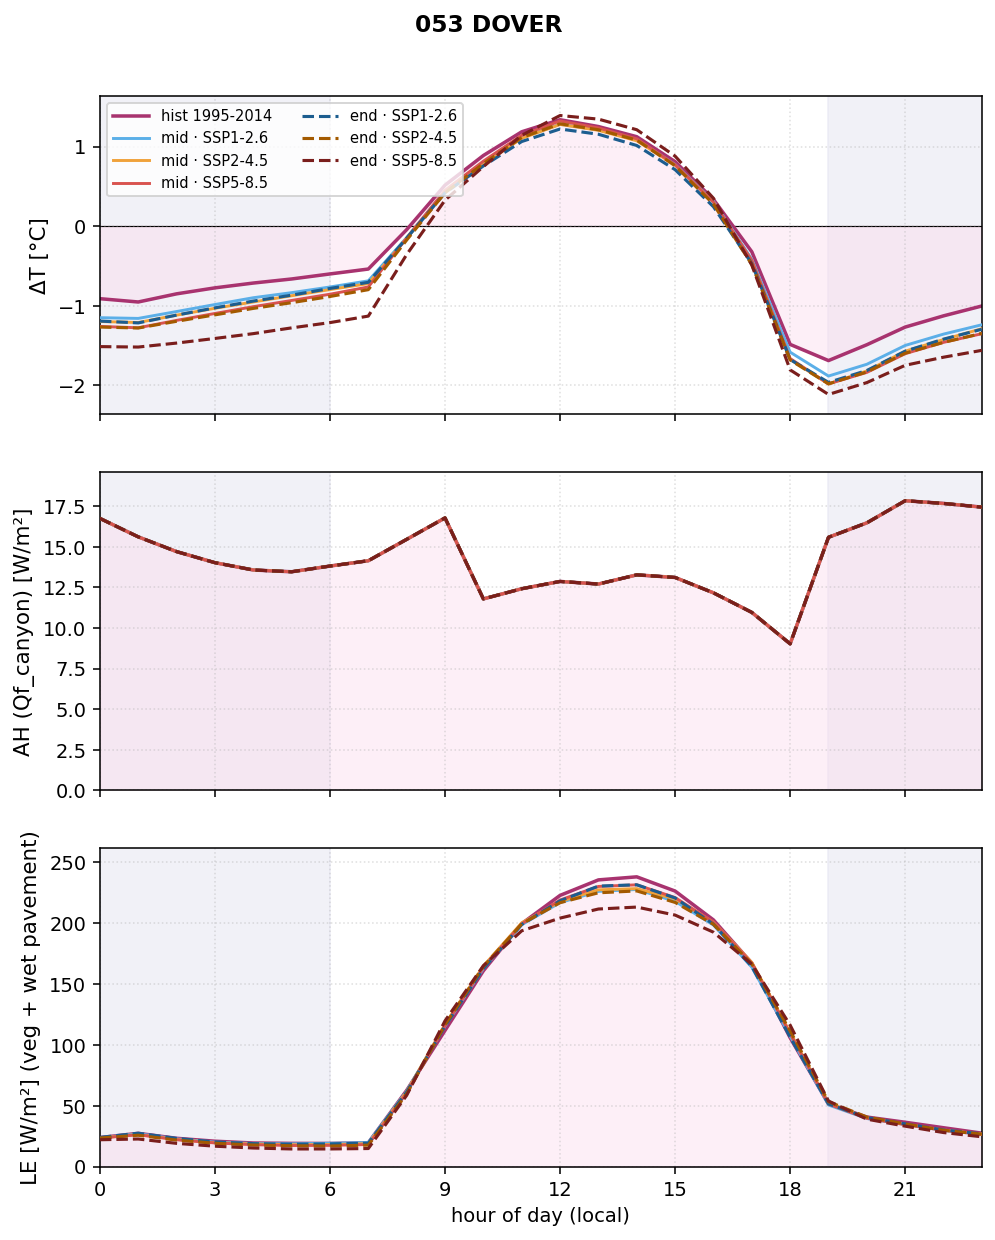 053 DOVER
hist 1995-2014
mid · SSP1-2.6
mid · SSP2-4.5
mid · SSP5-8.5
end · SSP1-2.6
end · SSP2-4.5
end · SSP5-8.5
ΔT [°C]
1
0
−1
−2
AH (Qf_canyon) [W/m²]
17.5
15.0
12.5
10.0
7.5
5.0
2.5
0.0
LE [W/m²] (veg + wet pavement)
250
200
150
100
50
0
0 3 6 9 12 15 18 21
hour of day (local)